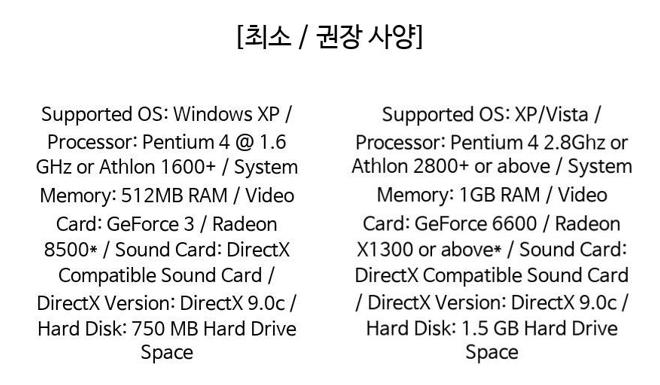 [최소 / 권장 사양]
Supported OS: Windows XP /
Processor: Pentium 4 @ 1.6
GHz or Athlon 1600+ / System
Memory: 512MB RAM / Video
Card: GeForce 3 / Radeon
8500* / Sound Card: DirectX
Compatible Sound Card /
DirectX Version: DirectX 9.0c /
Hard Disk: 750 MB Hard Drive
Space
Supported OS: XP/Vista /
Processor: Pentium 4 2.8Ghz or
Athlon 2800+ or above / System
Memory: 1GB RAM / Video
Card: GeForce 6600 / Radeon
X1300 or above* / Sound Card:
DirectX Compatible Sound Card
/ DirectX Version: DirectX 9.0c /
Hard Disk: 1.5 GB Hard Drive
Space